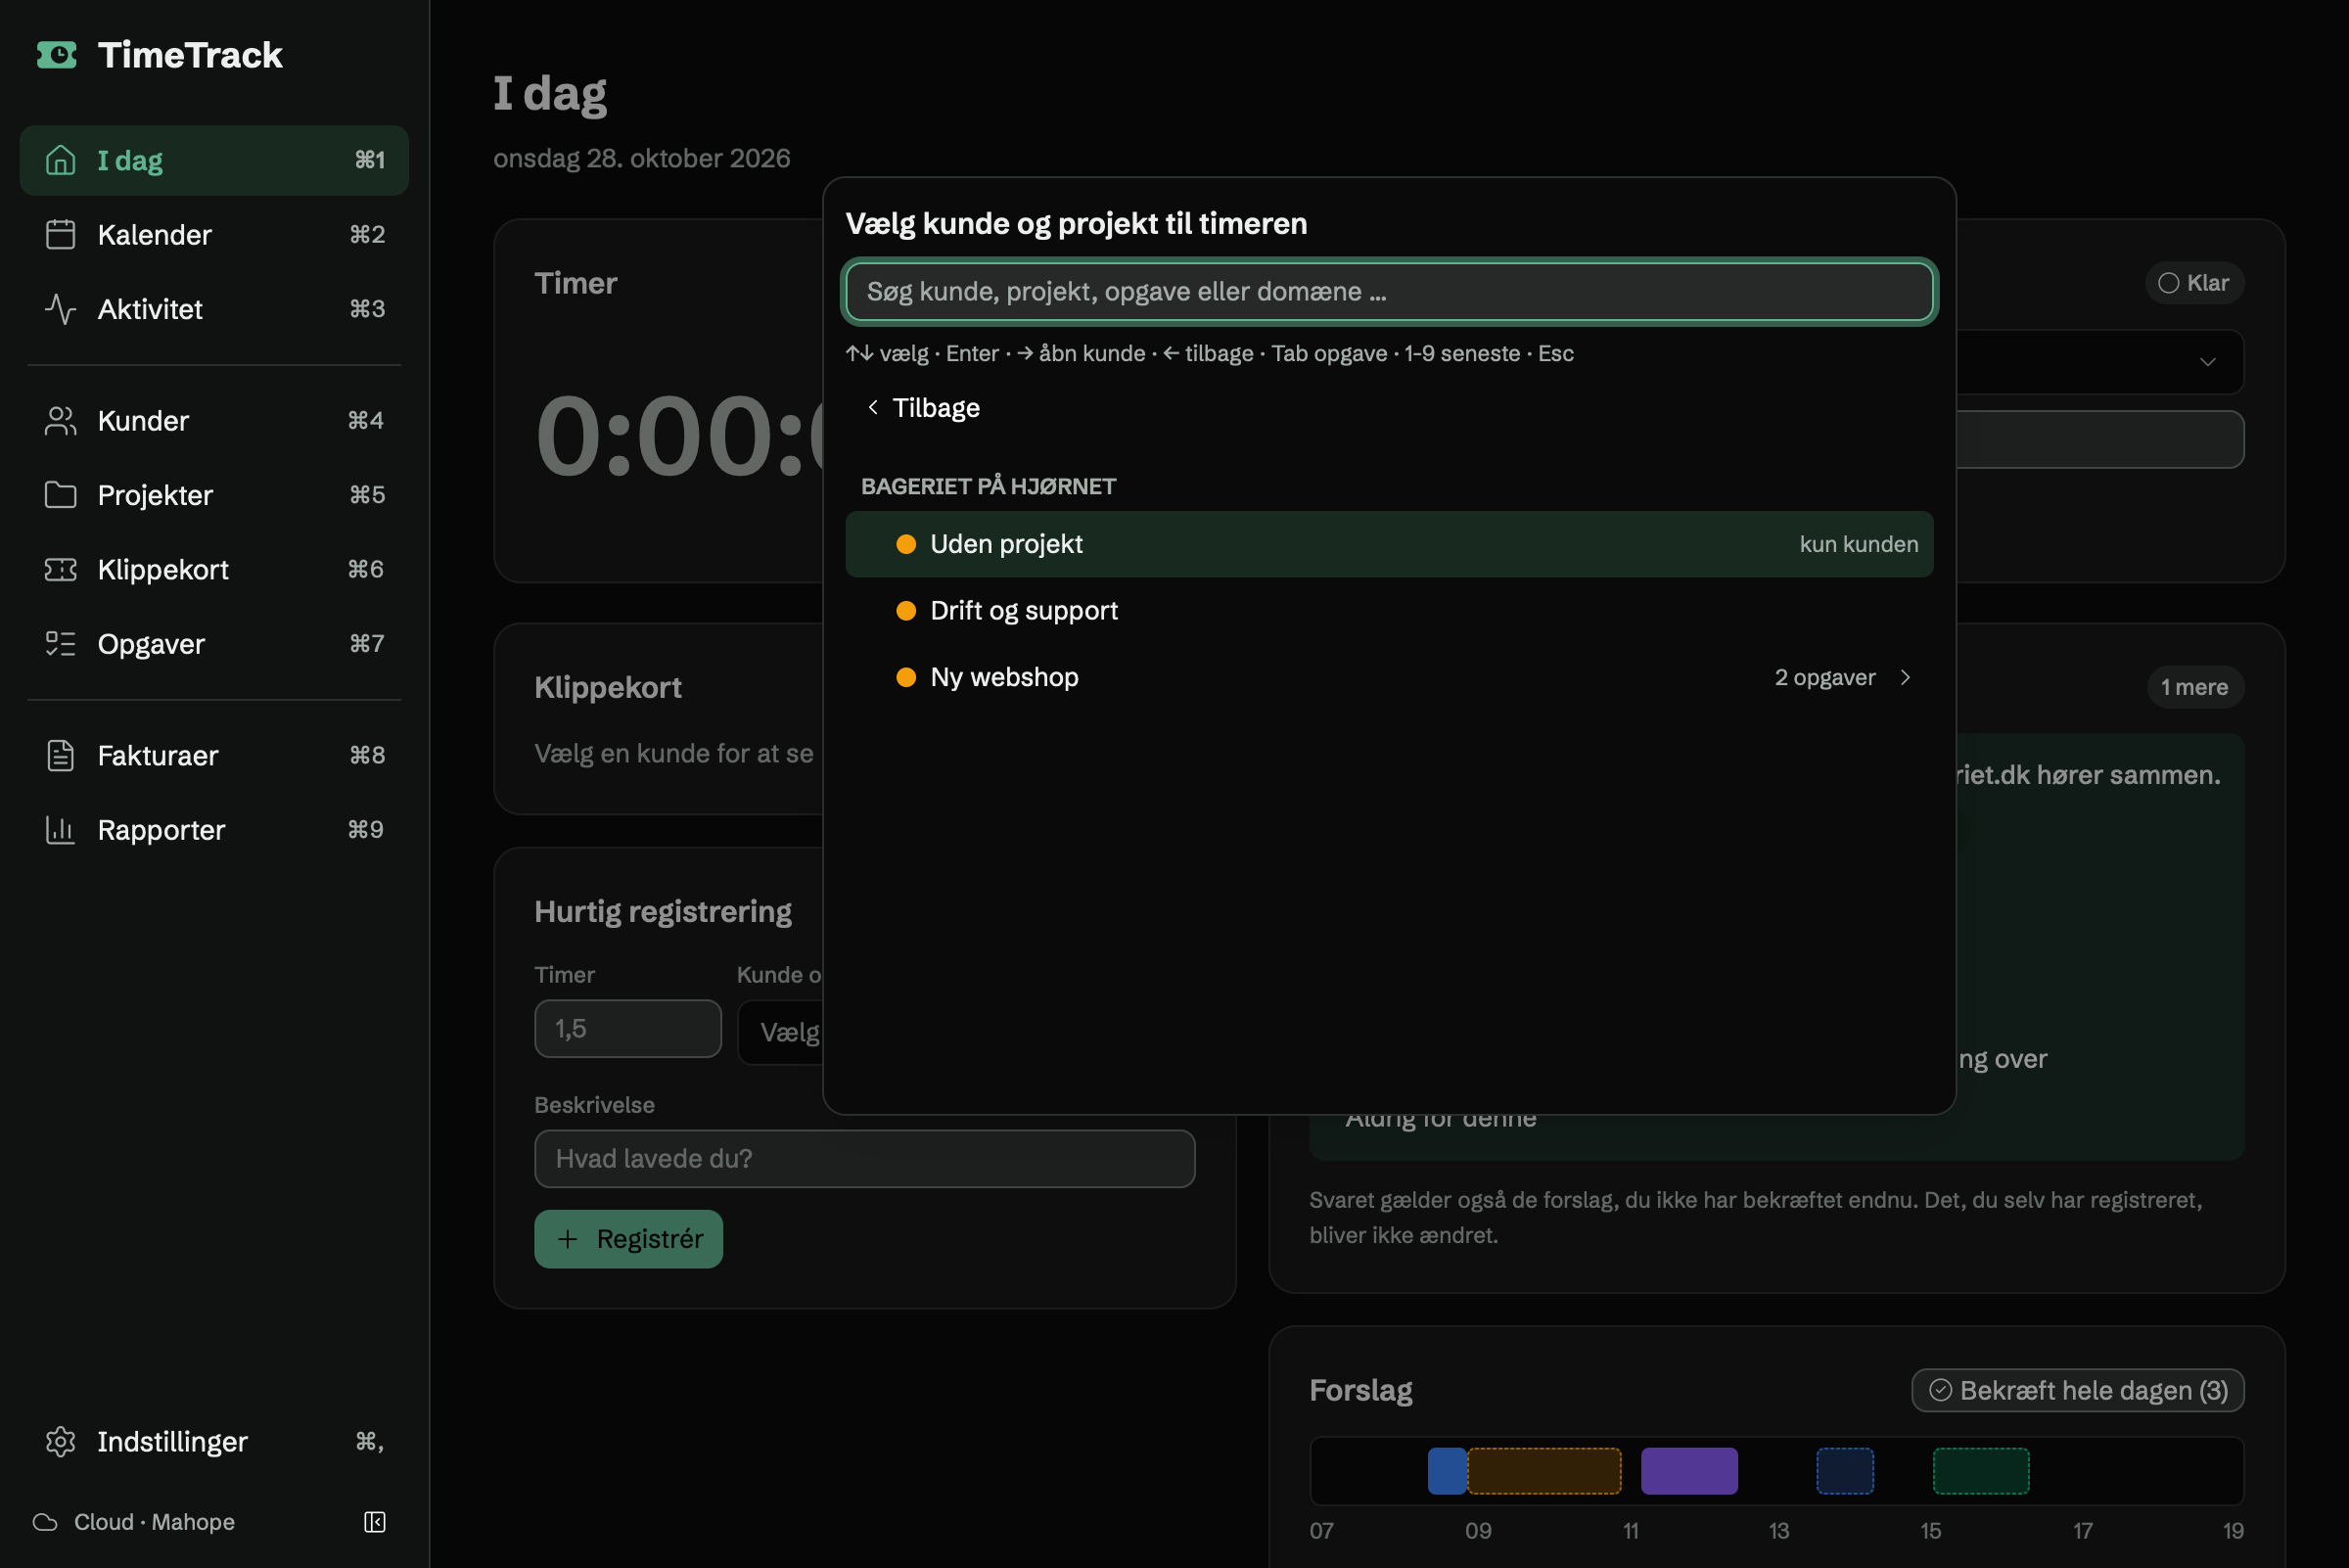 TimeTrack
I dag ⌘1
Kalender ⌘2
Aktivitet ⌘3
Kunder ⌘4
Projekter ⌘5
Klippekort ⌘6
Opgaver ⌘7
Fakturaer ⌘8
Rapporter ⌘9
Indstillinger ⌘,
Cloud · Mahope
I dag
onsdag 28. oktober 2026
Timer
0:00:
Klar
Vælg kunde og projekt til timeren
Søg kunde, projekt, opgave eller domæne ...
↑↓ vælg · Enter · → åbn kunde · ← tilbage · Tab opgave · 1-9 seneste · Esc
Tilbage
BAGERIET PÅ HJØRNET
Uden projekt kun kunden
Drift og support
Ny webshop 2 opgaver
Klippekort
Vælg en kunde for at se
1 mere
riet.dk hører sammen.
ng over
Aldrig for denne
Svaret gælder også de forslag, du ikke har bekræftet endnu. Det, du selv har registreret,
bliver ikke ændret.
Hurtig registrering
Timer Kunde o
1,5 Vælg
Beskrivelse
Hvad lavede du?
+ Registrér
Forslag Bekræft hele dagen (3)
07 09 11 13 15 17 19